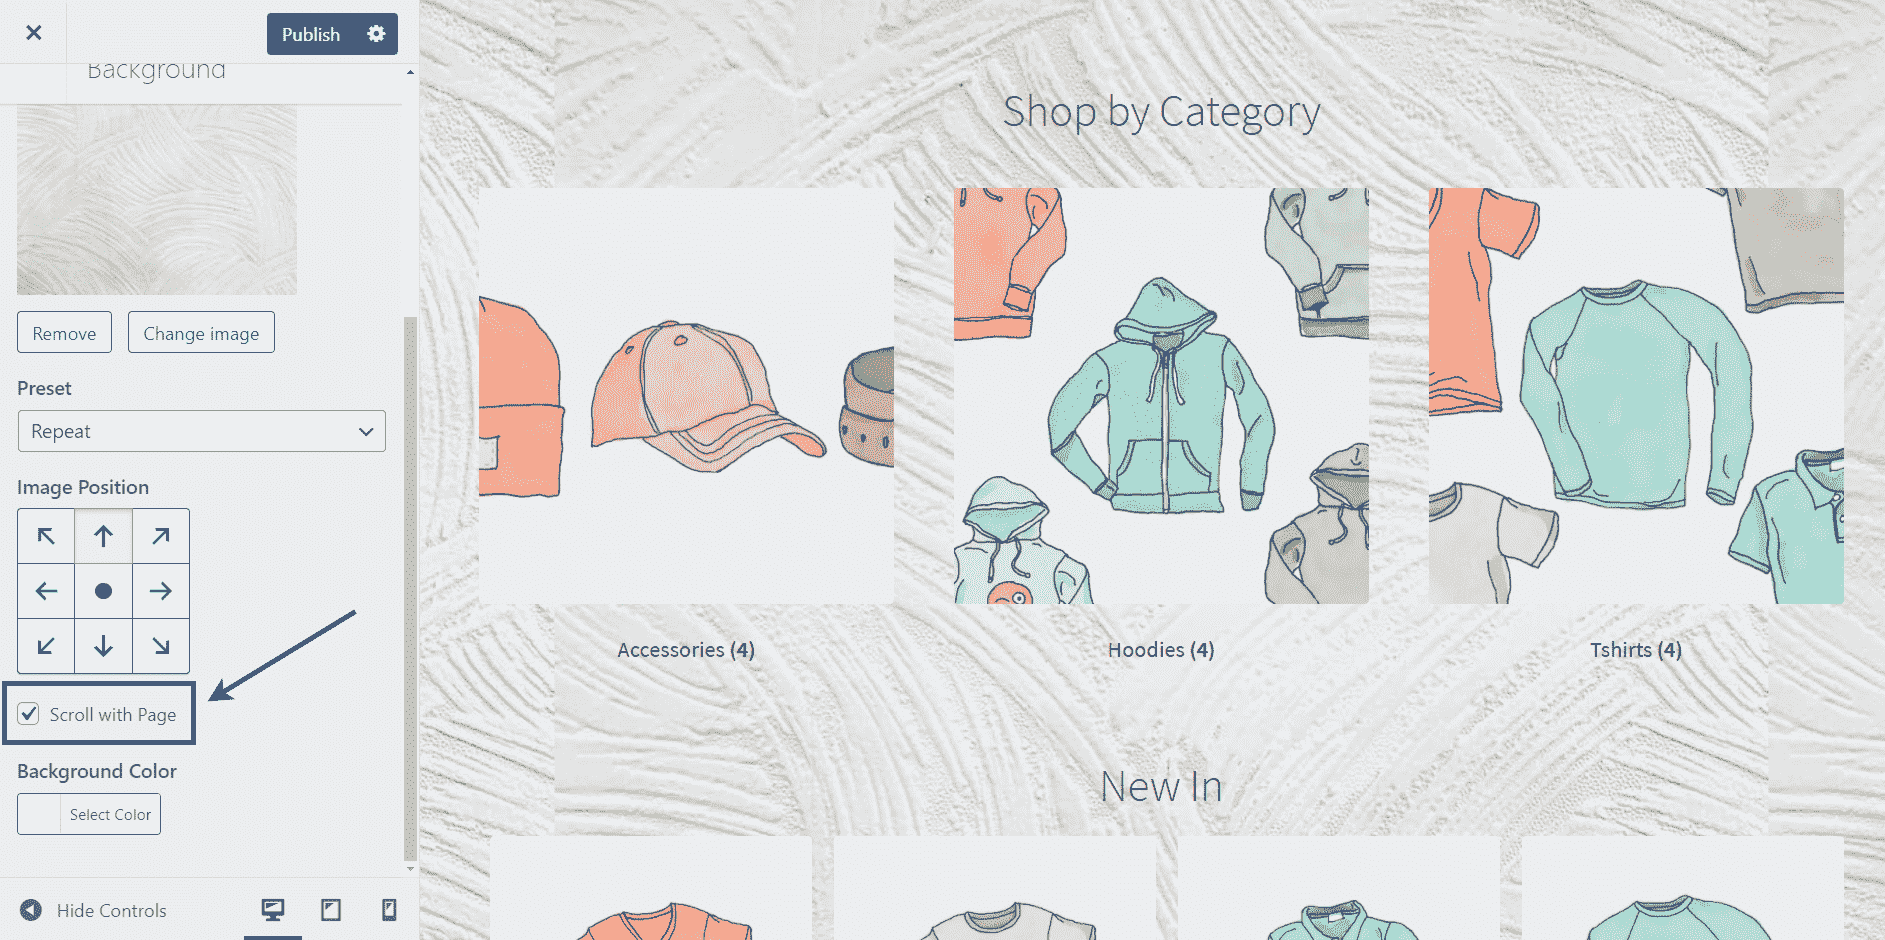 Publish
Background
Remove
Change image
Preset
Repeat
Image Position
Scroll with Page
Background Color
Select Color
Hide Controls
Shop by Category
Accessories (4)
Hoodies (4)
Tshirts (4)
New In